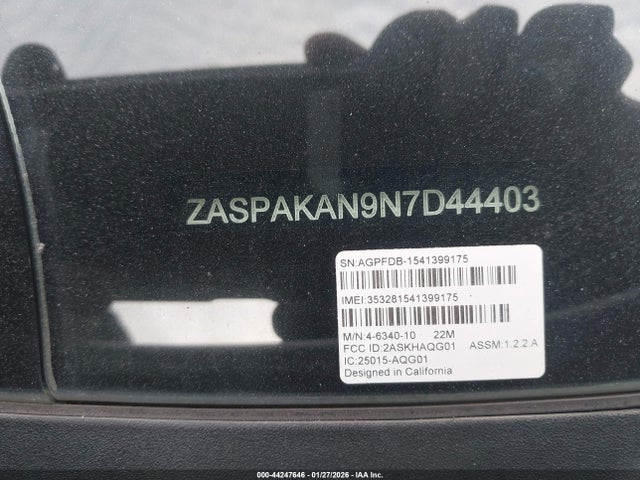 ZASPAKAN9N7D44403
SN:AGPFDB-1541399175
IMEI:353281541399175
M/N:4-6340-10 22M
FCC ID:2ASKHAQG01 ASSM:1.2.2.A
IC:25015-AQG01
Designed in California
000-44247646 - 01/27/2026 - IAA Inc.